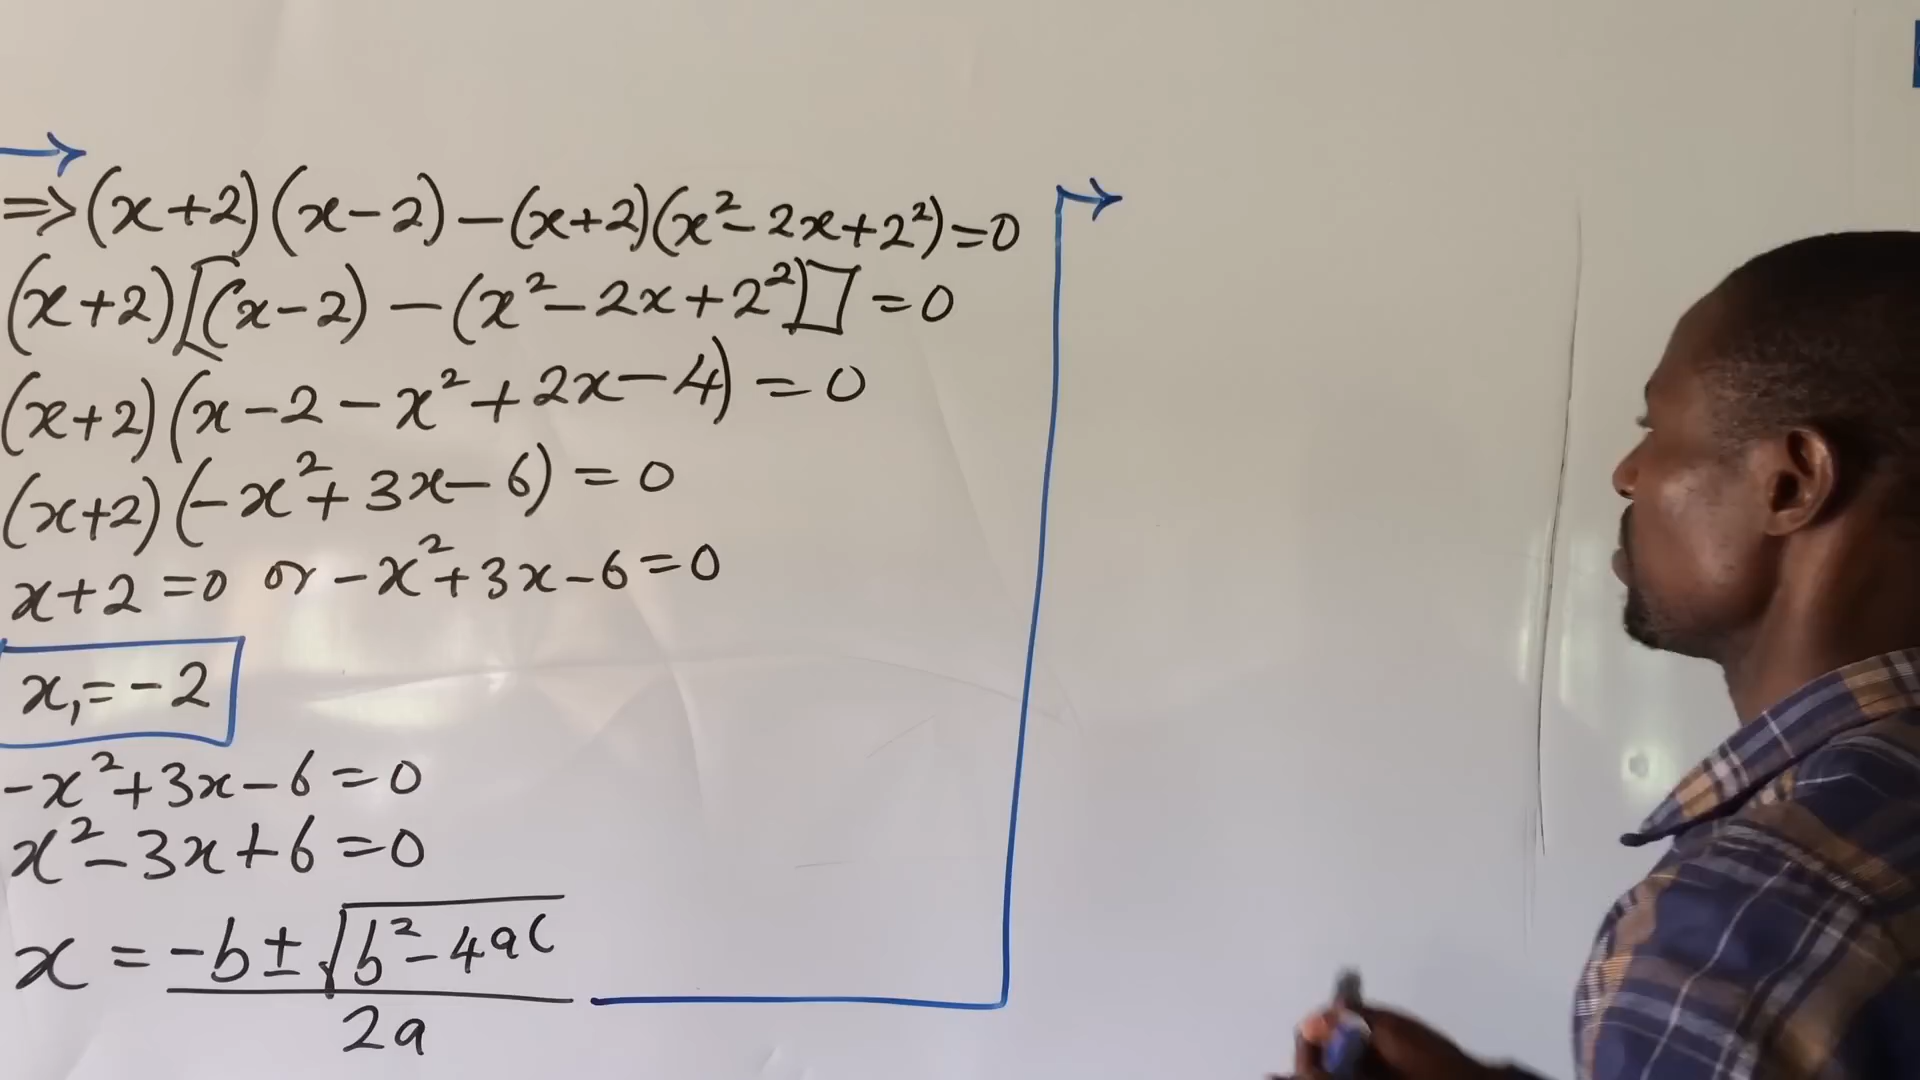 ⇒(x+2)(x-2)-(x+2)(x²-2x+2²)=0
(x+2)[(x-2)-(x²-2x+2²)]=0
(x+2)(x-2-x²+2x-4)=0
(x+2)(-x²+3x-6)=0
x+2=0 or -x²+3x-6=0
x₁=-2
-x²+3x-6=0
x²-3x+6=0
x = (-b±√(b²-4ac))/2a